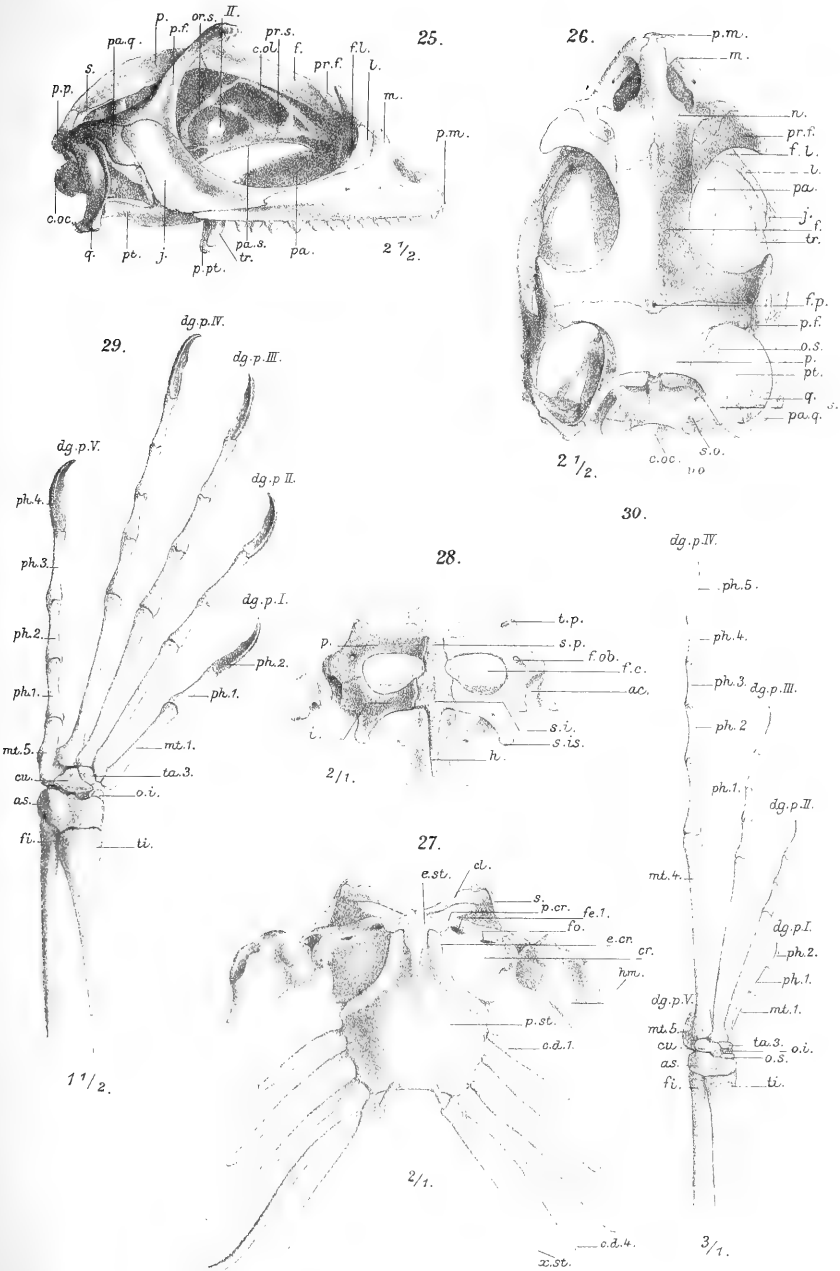 25.
p.
or.s.
II.
p.f.
pr.s.
pa.q.
c.ol.
f.
f.l.
s.
pr.f.
l.
p.p.
m.
p.m.
c.oc.
q.
pt.
j.
p.pt.
pa.s.
tr.
pa.
2 1/2.
26.
p.m.
m.
n.
pr.f.
f.l.
l.
pa.
j.
f.
tr.
f.p.
p.f.
o.s.
p.
pt.
q.
s.
pa.q.
s.o.
c.oc.
2 1/2.
29.
dg.p.IV.
dg.p.III.
dg.p.V.
dg.p II.
ph.4.
ph.3.
dg.p.I.
ph.2.
ph.2.
ph.1.
ph.1.
mt.5.
mt.1.
cu.
ta.3.
as.
o.i.
fi.
ti.
1 1/2.
28.
t.p.
p.
s.p.
f.ob.
f.c.
ac.
s.i.
i.
s.is.
h.
2/1.
27.
cl.
e.st.
s.
p.cr.
fe.1.
fo.
e.cr.
cr.
hm.
p.st.
c.d.1.
2/1.
c.d.4.
x.st.
30.
dg.p.IV.
ph.5.
ph.4.
ph.3.
dg.p.III.
ph.2
ph.1.
dg.p.II.
mt.4.
dg.p.I.
ph.2.
ph.1.
dg.p.V.
mt.1.
mt.5.
cu.
ta.3.
o.i.
o.s.
as.
fi.
ti.
3/1.